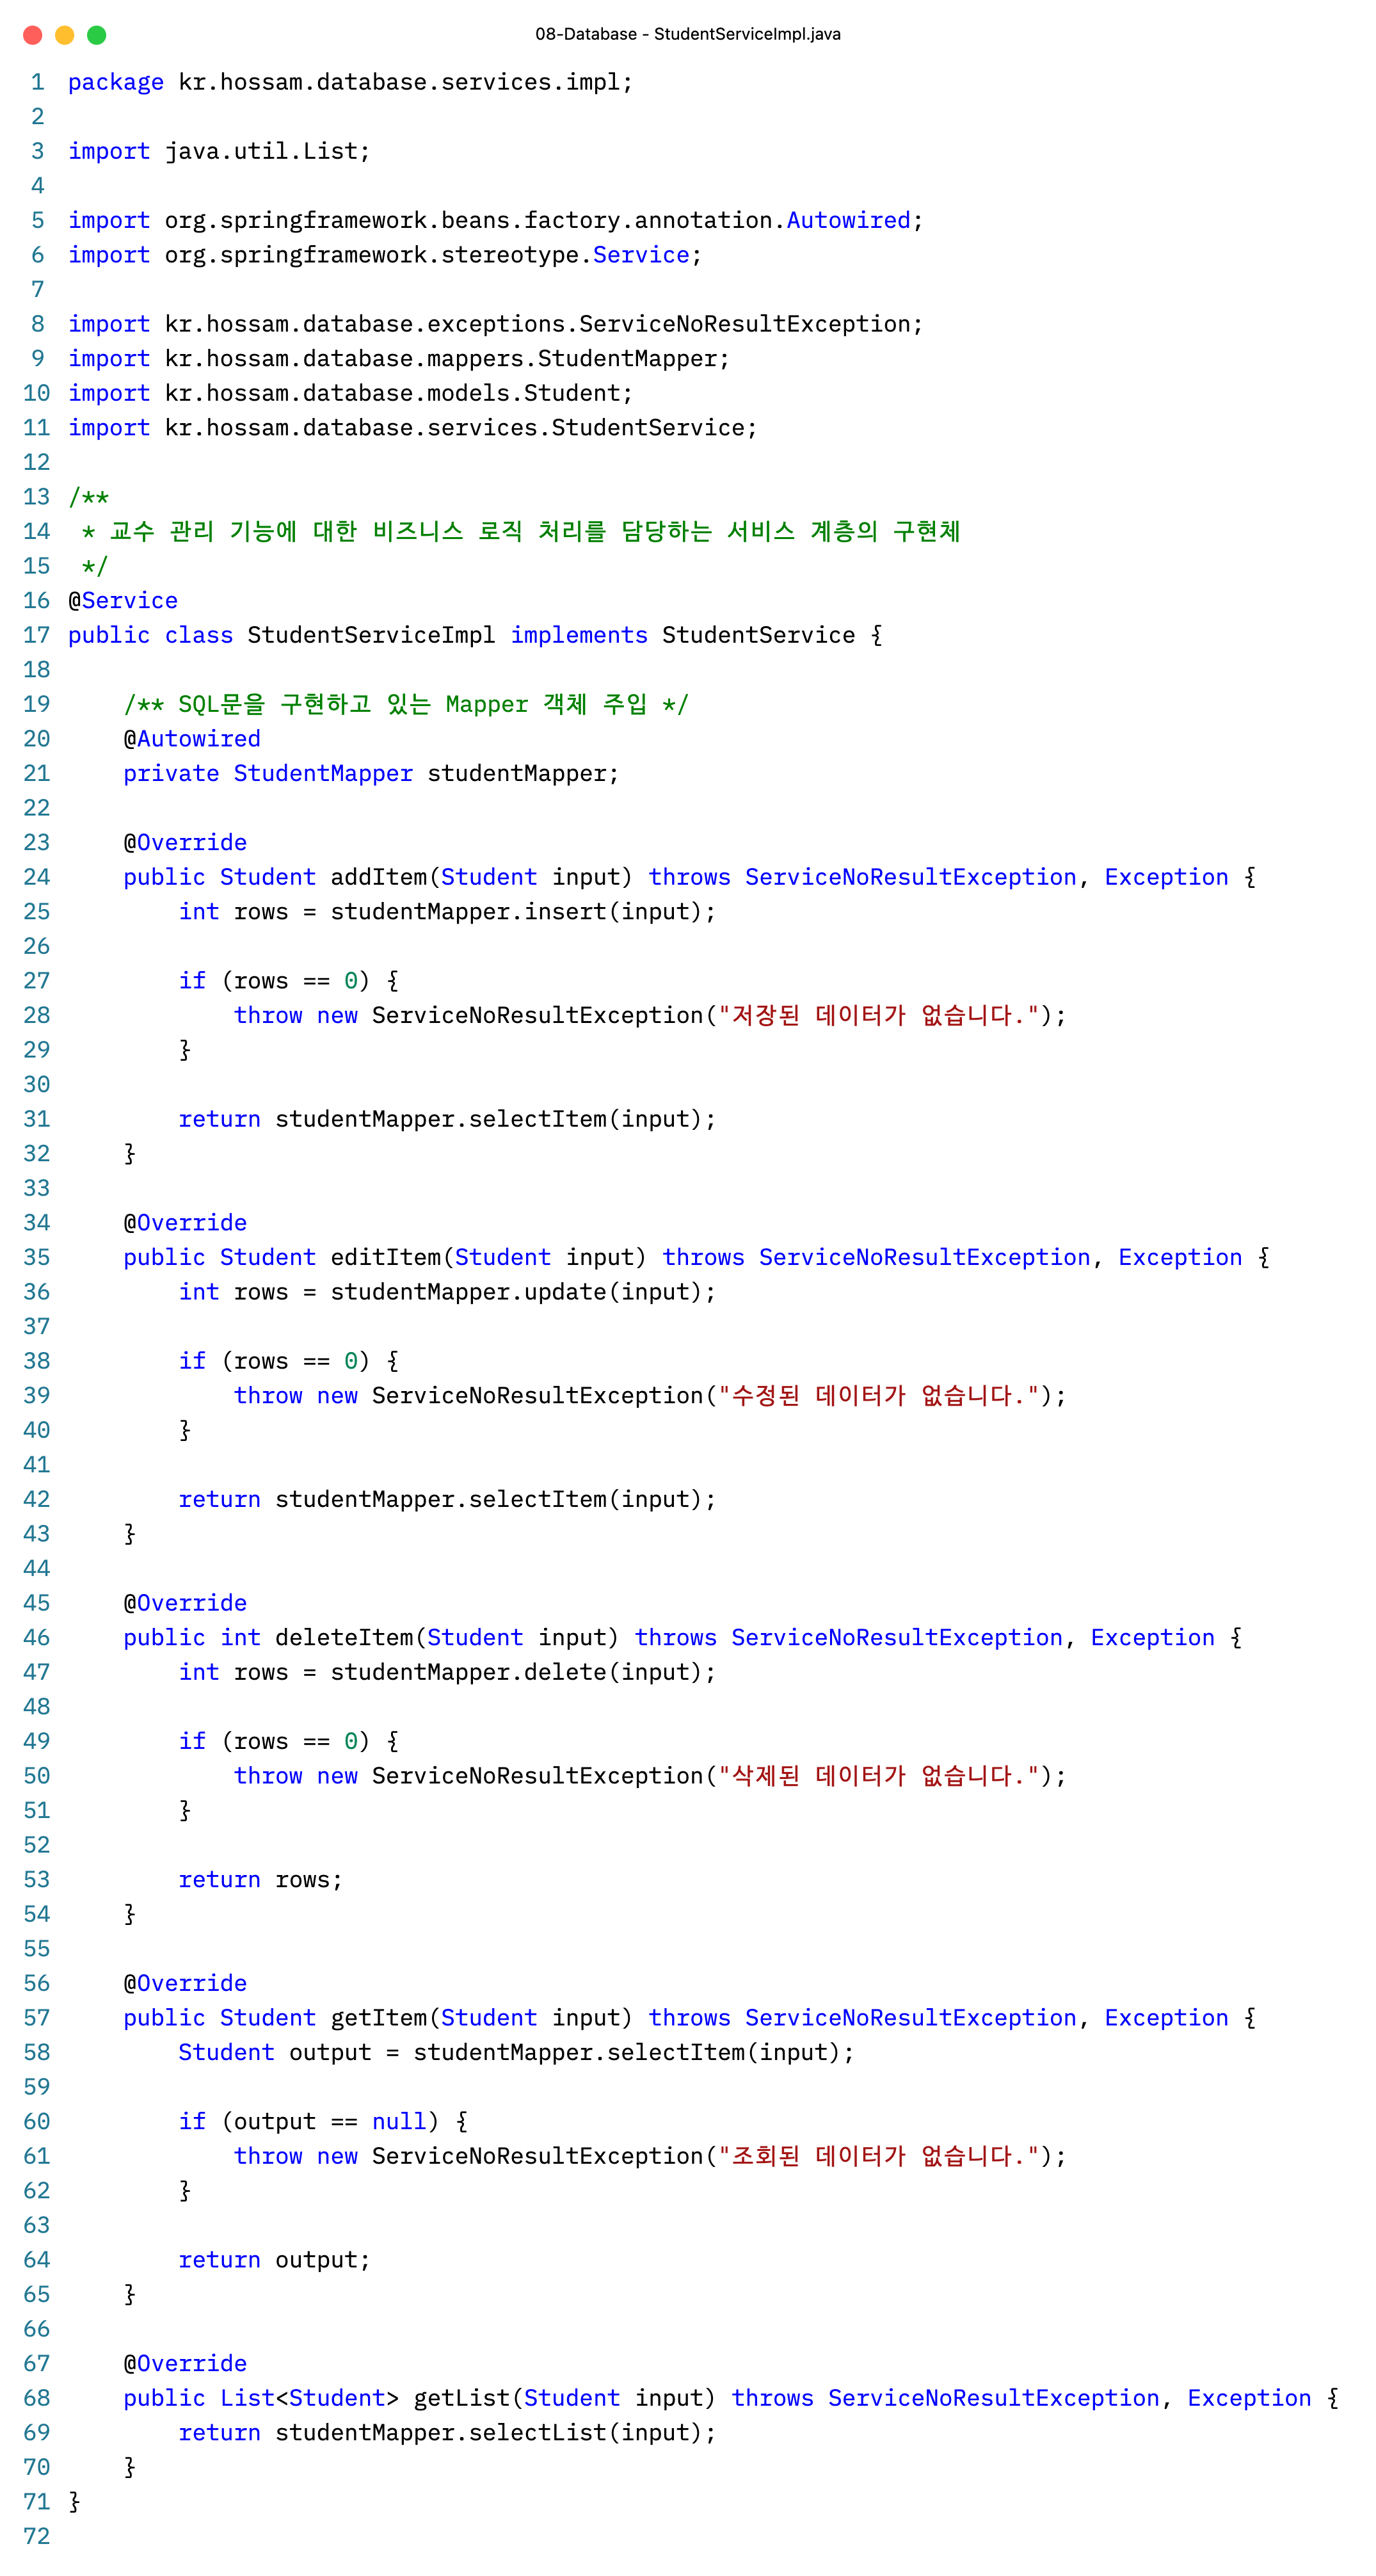 08-Database - StudentServiceImpl.java
1 package kr.hossam.database.services.impl;
2
3 import java.util.List;
4
5 import org.springframework.beans.factory.annotation.Autowired;
6 import org.springframework.stereotype.Service;
7
8 import kr.hossam.database.exceptions.ServiceNoResultException;
9 import kr.hossam.database.mappers.StudentMapper;
10 import kr.hossam.database.models.Student;
11 import kr.hossam.database.services.StudentService;
12
13 /**
14  * 교수 관리 기능에 대한 비즈니스 로직 처리를 담당하는 서비스 계층의 구현체
15  */
16 @Service
17 public class StudentServiceImpl implements StudentService {
18
19     /** SQL문을 구현하고 있는 Mapper 객체 주입 */
20     @Autowired
21     private StudentMapper studentMapper;
22
23     @Override
24     public Student addItem(Student input) throws ServiceNoResultException, Exception {
25         int rows = studentMapper.insert(input);
26
27         if (rows == 0) {
28             throw new ServiceNoResultException("저장된 데이터가 없습니다.");
29         }
30
31         return studentMapper.selectItem(input);
32     }
33
34     @Override
35     public Student editItem(Student input) throws ServiceNoResultException, Exception {
36         int rows = studentMapper.update(input);
37
38         if (rows == 0) {
39             throw new ServiceNoResultException("수정된 데이터가 없습니다.");
40         }
41
42         return studentMapper.selectItem(input);
43     }
44
45     @Override
46     public int deleteItem(Student input) throws ServiceNoResultException, Exception {
47         int rows = studentMapper.delete(input);
48
49         if (rows == 0) {
50             throw new ServiceNoResultException("삭제된 데이터가 없습니다.");
51         }
52
53         return rows;
54     }
55
56     @Override
57     public Student getItem(Student input) throws ServiceNoResultException, Exception {
58         Student output = studentMapper.selectItem(input);
59
60         if (output == null) {
61             throw new ServiceNoResultException("조회된 데이터가 없습니다.");
62         }
63
64         return output;
65     }
66
67     @Override
68     public List<Student> getList(Student input) throws ServiceNoResultException, Exception {
69         return studentMapper.selectList(input);
70     }
71 }
72